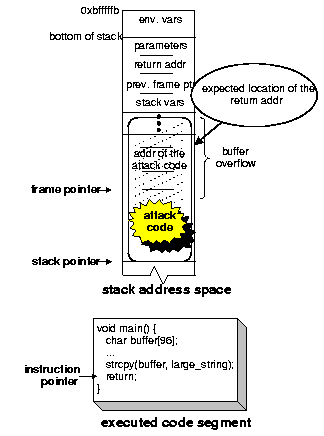 0xbfffffb
env. vars
bottom of stack
parameters
return addr
prev. frame ptr
stack vars
expected location of the
return addr
addr of the
attack code
buffer
overflow
frame pointer
attack
code
stack pointer
stack address space
void main() {
char buffer[96];
...
strcpy(buffer, large_string);
return;
}
instruction
pointer
executed code segment